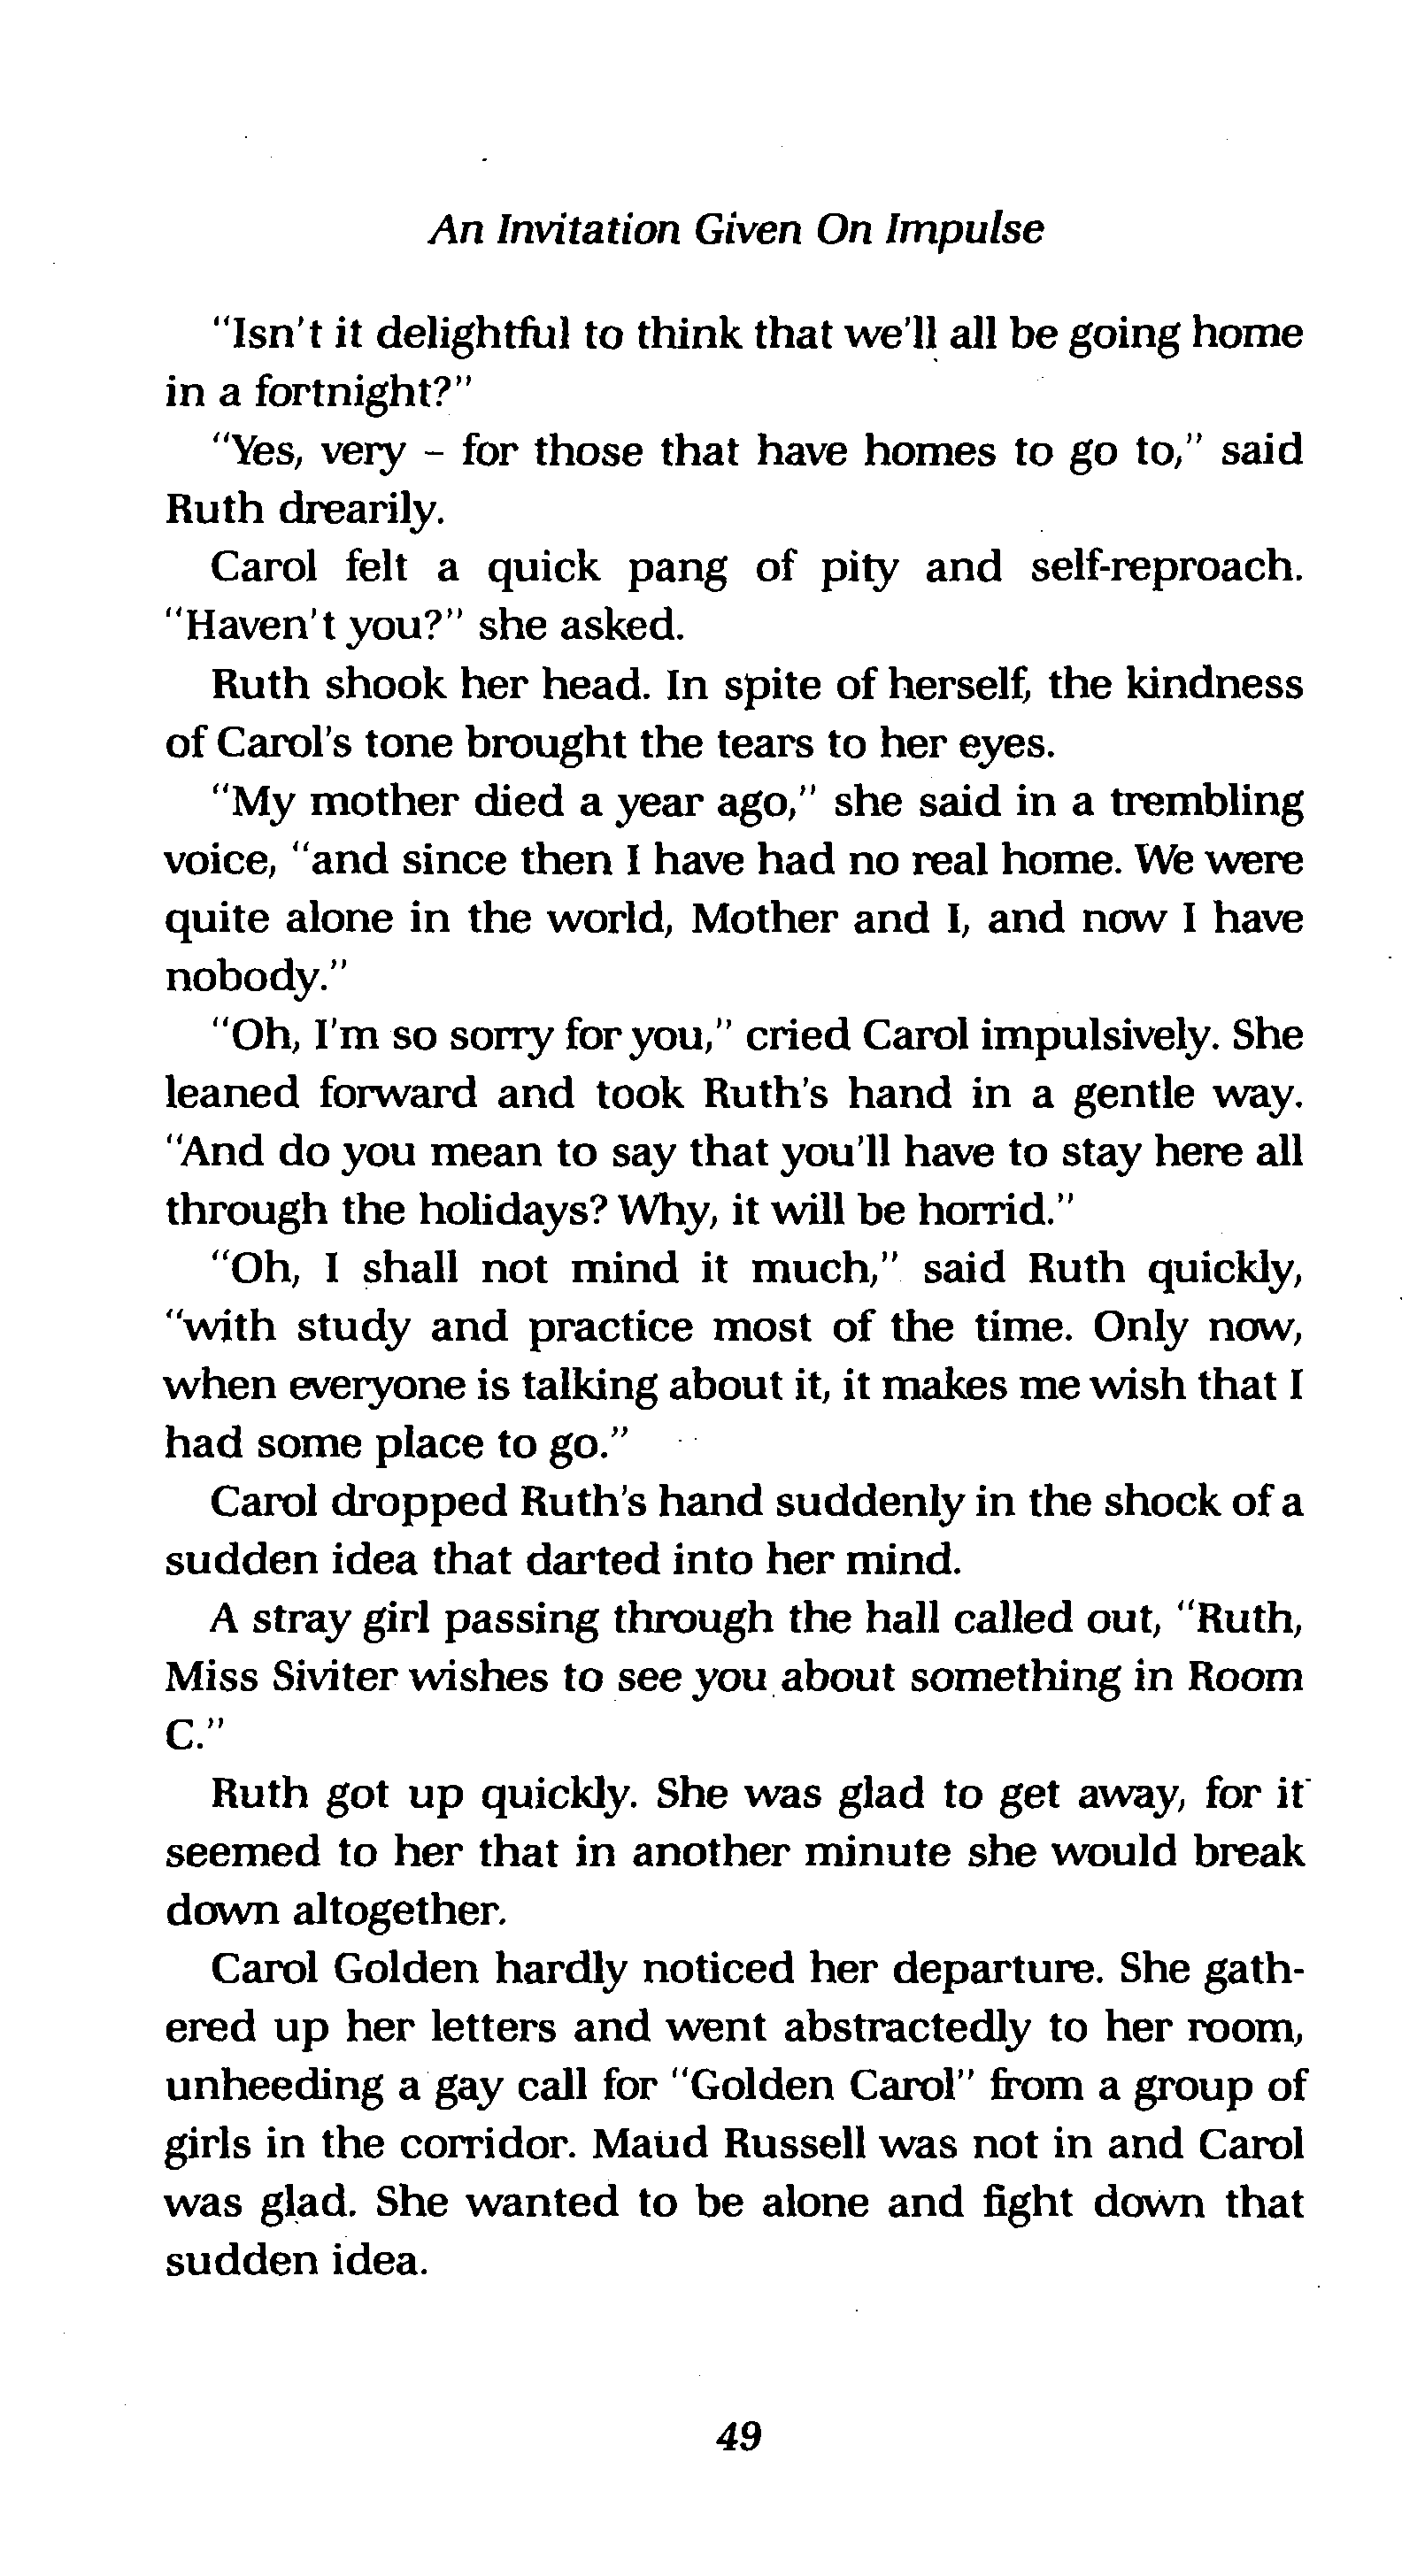 An Invitation Given On Impulse
"Isn't it delightful to think that we'll all be going home
in a fortnight?"
"Yes, very – for those that have homes to go to," said
Ruth drearily.
Carol felt a quick pang of pity and self-reproach.
"Haven't you?" she asked.
Ruth shook her head. In spite of herself, the kindness
of Carol's tone brought the tears to her eyes.
"My mother died a year ago," she said in a trembling
voice, "and since then I have had no real home. We were
quite alone in the world, Mother and I, and now I have
nobody."
"Oh, I'm so sorry for you," cried Carol impulsively. She
leaned forward and took Ruth's hand in a gentle way.
"And do you mean to say that you'll have to stay here all
through the holidays? Why, it will be horrid."
"Oh, I shall not mind it much," said Ruth quickly,
"with study and practice most of the time. Only now,
when everyone is talking about it, it makes me wish that I
had some place to go."
Carol dropped Ruth's hand suddenly in the shock of a
sudden idea that darted into her mind.
A stray girl passing through the hall called out, "Ruth,
Miss Siviter wishes to see you about something in Room
C."
Ruth got up quickly. She was glad to get away, for it
seemed to her that in another minute she would break
down altogether.
Carol Golden hardly noticed her departure. She gath-
ered up her letters and went abstractedly to her room,
unheeding a gay call for "Golden Carol" from a group of
girls in the corridor. Maud Russell was not in and Carol
was glad. She wanted to be alone and fight down that
sudden idea.
49